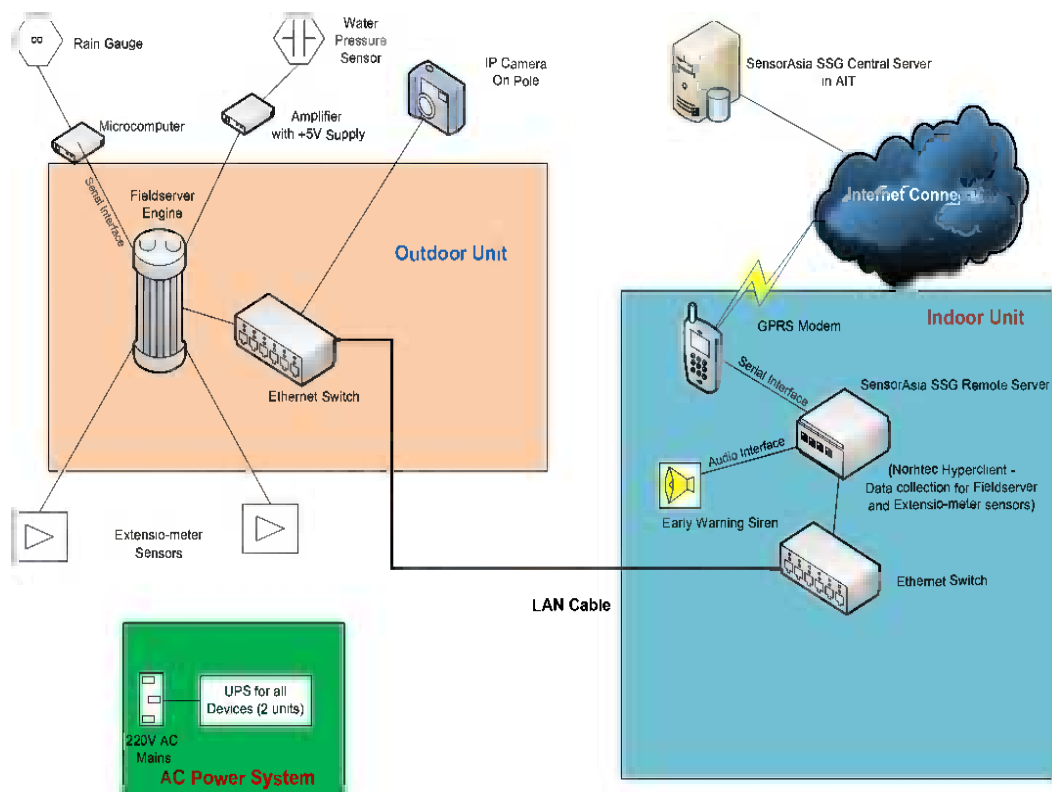 Rain Gauge
Water
Pressure
Sensor
IP Camera
On Pole
SensorAsia SSG Central Server
in AIT
Microcomputer
Amplifier
with +5V Supply
Serial Interface
Fieldserver
Engine
Internet
Outdoor Unit
Indoor Unit
GPRS Modem
Ethernet Switch
Serial Interface
SensorAsia SSG Remote Server
Audio Interface
(Norhtec Hyperclient -
Data collection for Fieldserver
and Extensio-meter sensors)
Early Warning Siren
Extensio-meter
Sensors
Ethernet Switch
LAN Cable
UPS for all
Devices (2 units)
220V AC
Mains
AC Power System